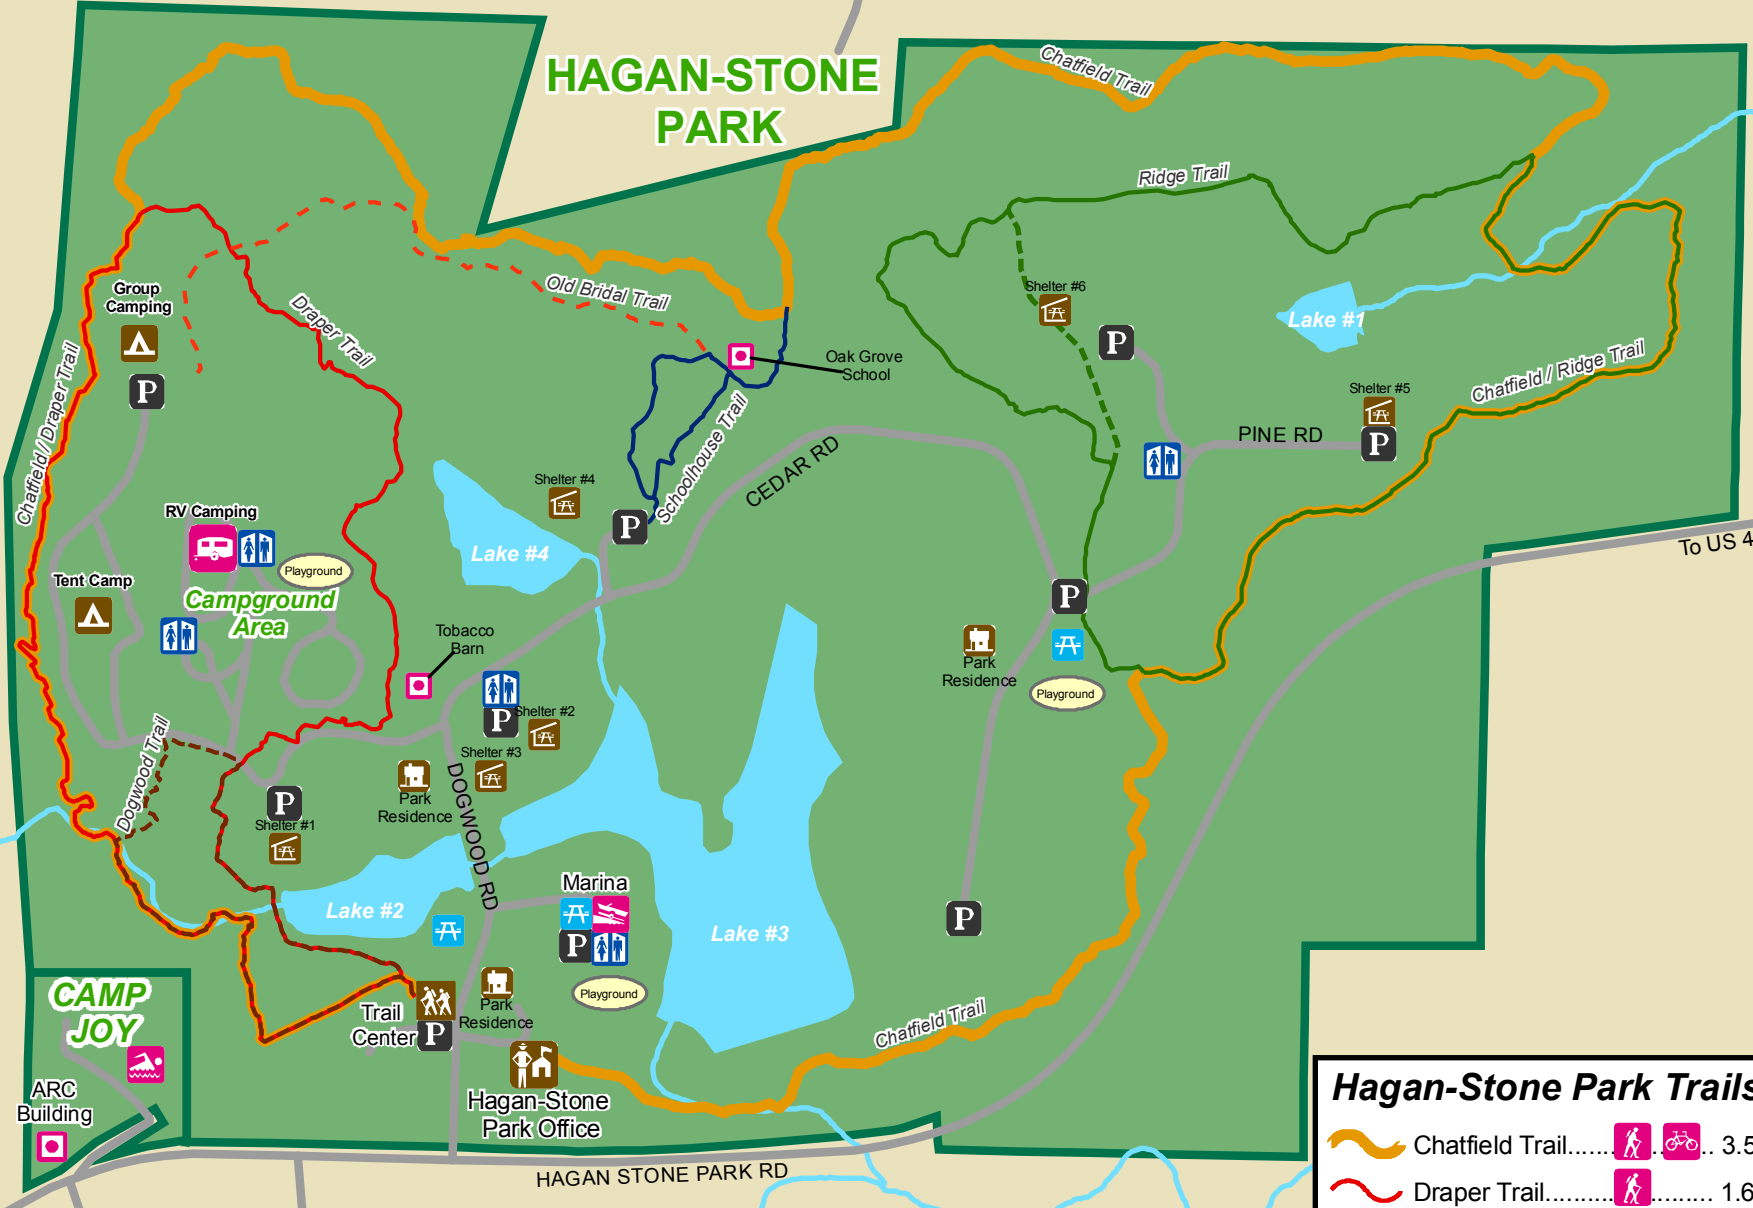 HAGAN-STONE
PARK
Chatfield Trail
Ridge Trail
Group
Camping
P
Draper Trail
Old Bridal Trail
Shelter #6
P
Lake #1
Oak Grove
School
Chatfield / Draper Trail
Chatfield / Ridge Trail
Shelter #5
P
PINE RD
Schoolhouse Trail
CEDAR RD
Shelter #4
P
RV Camping
Lake #4
Playground
Tent Camp
Campground
Area
To US 4
P
Tobacco
Barn
Park
Residence
Playground
P
Shelter #2
Shelter #3
Dogwood Trail
DOGWOOD RD
Park
Residence
P
Shelter #1
Marina
Lake #2
P
Lake #3
P
Playground
CAMP
JOY
Trail
Center
P
Park
Residence
Chatfield Trail
ARC
Building
Hagan-Stone
Park Office
HAGAN STONE PARK RD
Hagan-Stone Park Trails
Chatfield Trail...... .. 3.5
Draper Trail.......... ....... 1.6